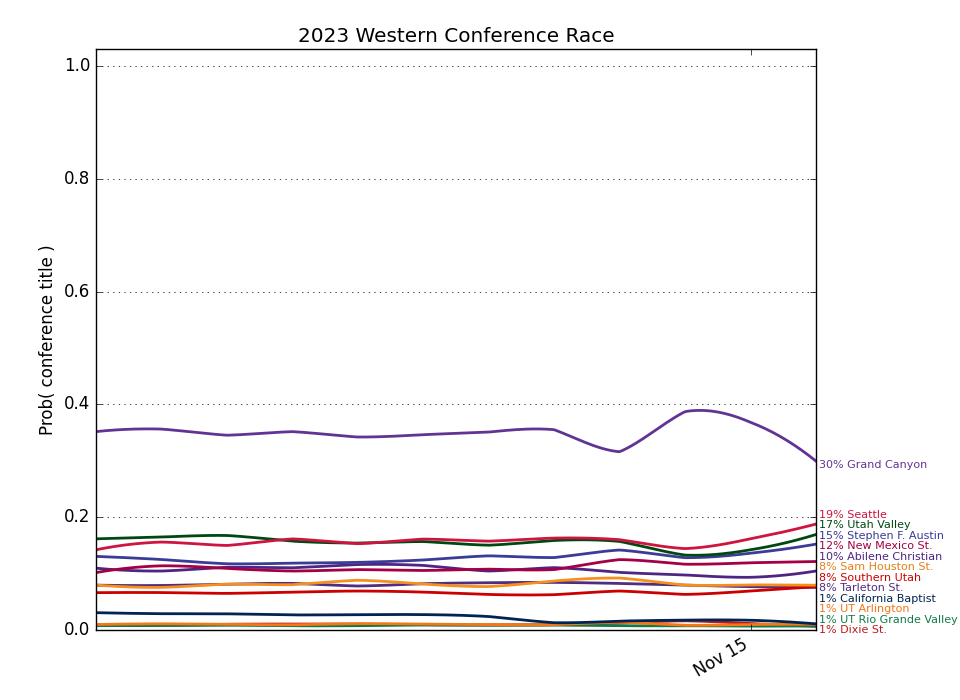 2023 Western Conference Race
1.0
0.8
0.6
0.4
0.2
0.0
Prob( conference title )
Nov 15
30% Grand Canyon
19% Seattle
17% Utah Valley
15% Stephen F. Austin
12% New Mexico St.
10% Abilene Christian
8% Sam Houston St.
8% Southern Utah
8% Tarleton St.
1% California Baptist
1% UT Arlington
1% UT Rio Grande Valley
1% Dixie St.